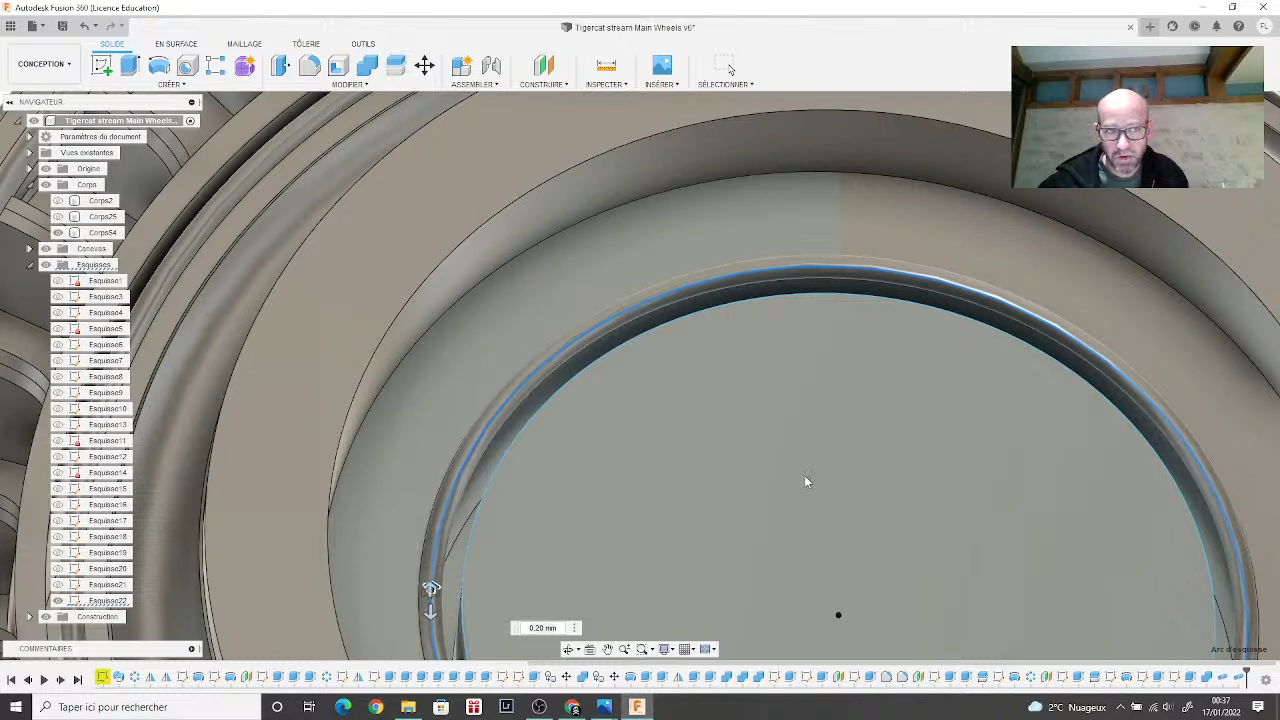 Autodesk Fusion 360 (Licence Education)
Tigercat stream Main Wheels v6*
FL
CONCEPTION
SOLIDE
EN SURFACE
MAILLAGE
TÔLERIE
OUTILS
CRÉER
MODIFIER
ASSEMBLER
CONSTRUIRE
INSPECTER
INSÉRER
SÉLECTIONNER
NAVIGATEUR
Tigercat stream Main Wheels...
Paramètres du document
Vues existantes
Origine
Corps
Corps2
Corps25
Corps54
Canevas
Esquisses
Esquisse1
Esquisse3
Esquisse4
Esquisse5
Esquisse6
Esquisse7
Esquisse8
Esquisse9
Esquisse10
Esquisse13
Esquisse11
Esquisse12
Esquisse14
Esquisse15
Esquisse16
Esquisse17
Esquisse18
Esquisse19
Esquisse20
Esquisse21
Esquisse22
Construction
0.20 mm
COMMENTAIRES
Arc d'esquisse
Taper ici pour rechercher
2°C Nuageux
00:37
17/01/2022